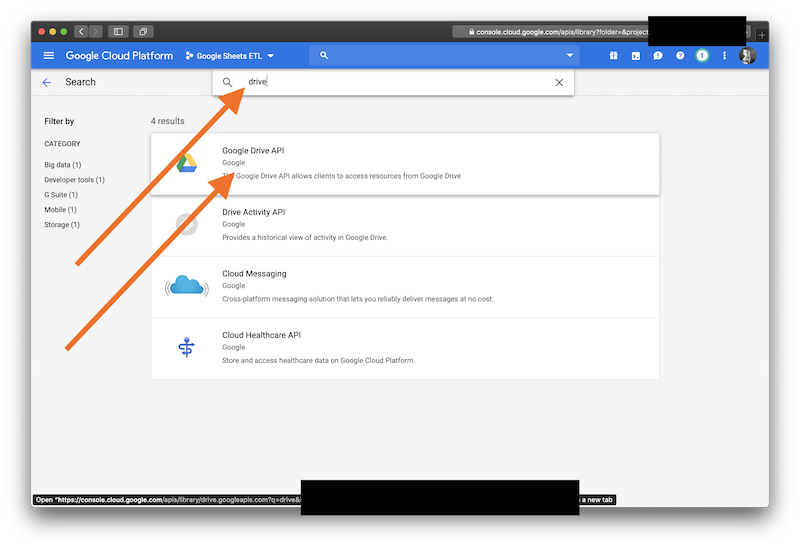 console.cloud.google.com/apis/library?folder=&project
Google Cloud Platform
Google Sheets ETL
1
Search
drive
Filter by
CATEGORY
Big data (1)
Developer tools (1)
G Suite (1)
Mobile (1)
Storage (1)
4 results
Google Drive API
Google
The Google Drive API allows clients to access resources from Google Drive
Drive Activity API
Google
Provides a historical view of activity in Google Drive.
Cloud Messaging
Google
Cross-platform messaging solution that lets you reliably deliver messages at no cost.
Cloud Healthcare API
Google
Store and access healthcare data on Google Cloud Platform.
Open "https://console.cloud.google.com/apis/library/drive.googleapis.com?q=drive& a new tab